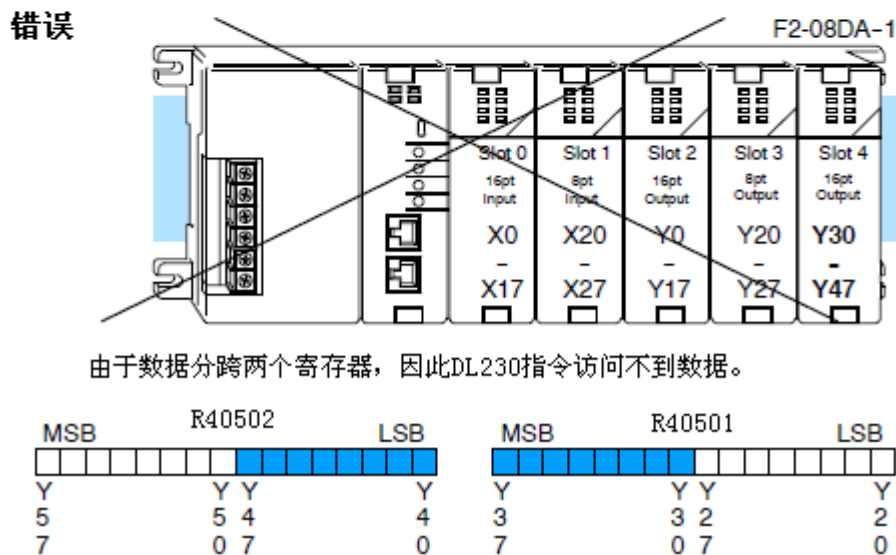 错误
F2-08DA-1
Slot 0 Slot 1 Slot 2 Slot 3 Slot 4
16pt 8pt 16pt 8pt 16pt
Input Input Output Output Output
X0 X20 Y0 Y20 Y30
- - - - -
X17 X27 Y17 Y27 Y47
由于数据分跨两个寄存器，因此DL230指令访问不到数据。
MSB R40502 LSB MSB R40501 LSB
Y Y Y Y Y Y Y Y
5 5 4 4 3 3 2 2
7 0 7 0 7 0 7 0